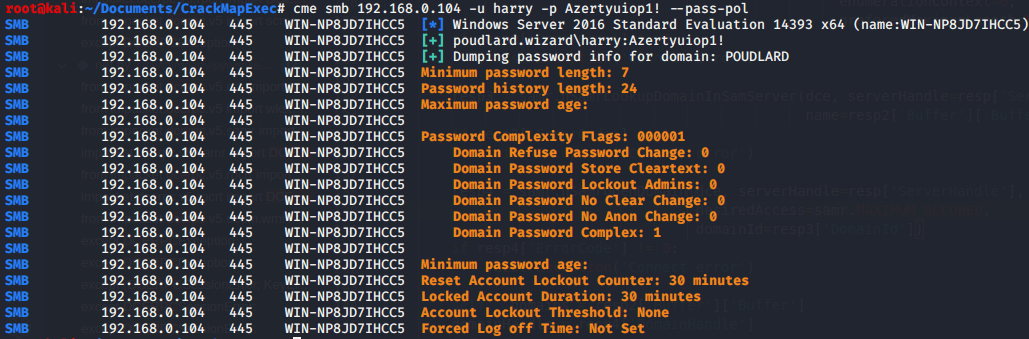 root@kali:~/Documents/CrackMapExec# cme smb 192.168.0.104 -u harry -p Azertyuiop1! --pass-pol
SMB 192.168.0.104 445 WIN-NP8JD7IHCC5 [*] Windows Server 2016 Standard Evaluation 14393 x64 (name:WIN-NP8JD7IHCC5)
SMB 192.168.0.104 445 WIN-NP8JD7IHCC5 [+] poudlard.wizard\harry:Azertyuiop1!
SMB 192.168.0.104 445 WIN-NP8JD7IHCC5 [+] Dumping password info for domain: POUDLARD
SMB 192.168.0.104 445 WIN-NP8JD7IHCC5 Minimum password length: 7
SMB 192.168.0.104 445 WIN-NP8JD7IHCC5 Password history length: 24
SMB 192.168.0.104 445 WIN-NP8JD7IHCC5 Maximum password age:
SMB 192.168.0.104 445 WIN-NP8JD7IHCC5
SMB 192.168.0.104 445 WIN-NP8JD7IHCC5 Password Complexity Flags: 000001
SMB 192.168.0.104 445 WIN-NP8JD7IHCC5 Domain Refuse Password Change: 0
SMB 192.168.0.104 445 WIN-NP8JD7IHCC5 Domain Password Store Cleartext: 0
SMB 192.168.0.104 445 WIN-NP8JD7IHCC5 Domain Password Lockout Admins: 0
SMB 192.168.0.104 445 WIN-NP8JD7IHCC5 Domain Password No Clear Change: 0
SMB 192.168.0.104 445 WIN-NP8JD7IHCC5 Domain Password No Anon Change: 0
SMB 192.168.0.104 445 WIN-NP8JD7IHCC5 Domain Password Complex: 1
SMB 192.168.0.104 445 WIN-NP8JD7IHCC5
SMB 192.168.0.104 445 WIN-NP8JD7IHCC5 Minimum password age:
SMB 192.168.0.104 445 WIN-NP8JD7IHCC5 Reset Account Lockout Counter: 30 minutes
SMB 192.168.0.104 445 WIN-NP8JD7IHCC5 Locked Account Duration: 30 minutes
SMB 192.168.0.104 445 WIN-NP8JD7IHCC5 Account Lockout Threshold: None
SMB 192.168.0.104 445 WIN-NP8JD7IHCC5 Forced Log off Time: Not Set